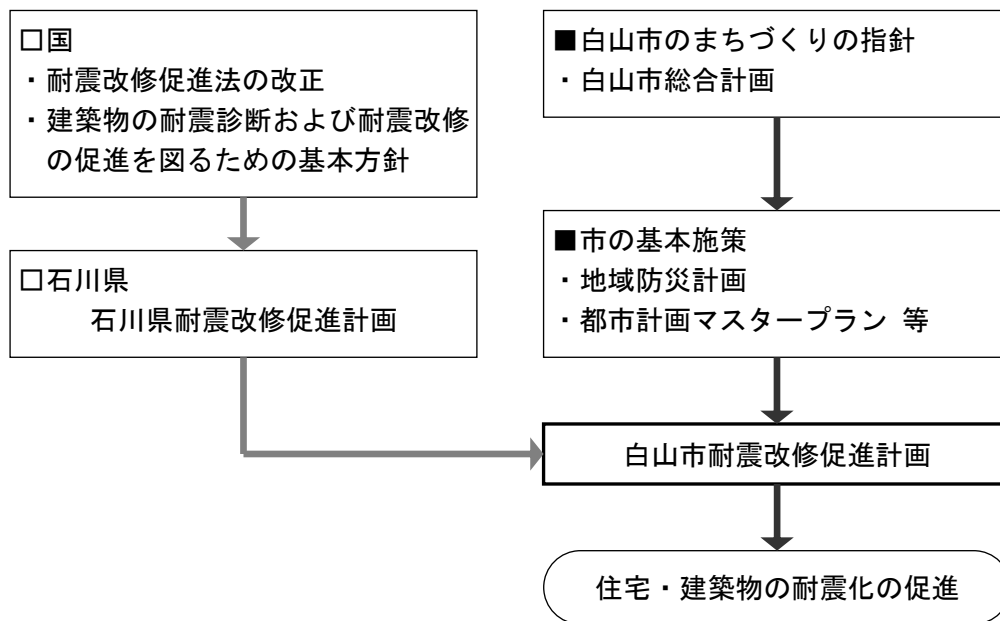 □国
・耐震改修促進法の改正
・建築物の耐震診断および耐震改修
の促進を図るための基本方針
□石川県
石川県耐震改修促進計画
■白山市のまちづくりの指針
・白山市総合計画
■市の基本施策
・地域防災計画
・都市計画マスタープラン 等
白山市耐震改修促進計画
住宅・建築物の耐震化の促進